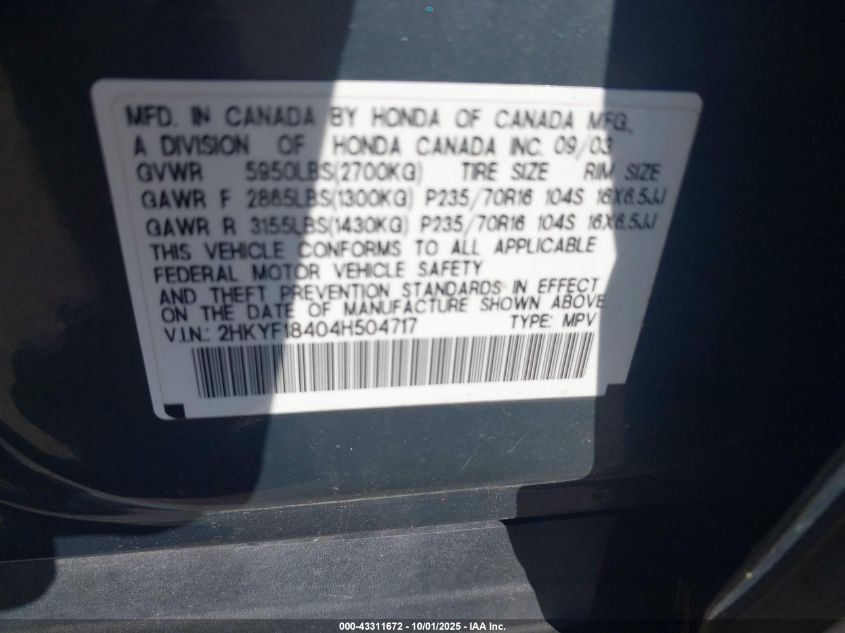 MFD. IN CANADA BY HONDA OF CANADA MFG.,
A DIVISION OF HONDA CANADA INC. 09/03
GVWR 5950LBS(2700KG) TIRE SIZE RIM SIZE
GAWR F 2865LBS(1300KG) P235/70R16 104S 16X6.5JJ
GAWR R 3155LBS(1430KG) P235/70R16 104S 16X6.5JJ
THIS VEHICLE CONFORMS TO ALL APPLICABLE
FEDERAL MOTOR VEHICLE SAFETY
AND THEFT PREVENTION STANDARDS IN EFFECT
ON THE DATE OF MANUFACTURE SHOWN ABOVE
V.I.N.: 2HKYF18404H504717 TYPE: MPV
000-43311672 - 10/01/2025 - IAA Inc.